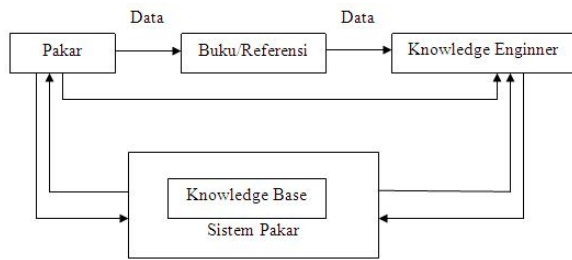 Data
Data
Pakar
Buku/Referensi
Knowledge Enginner
Knowledge Base
Sistem Pakar